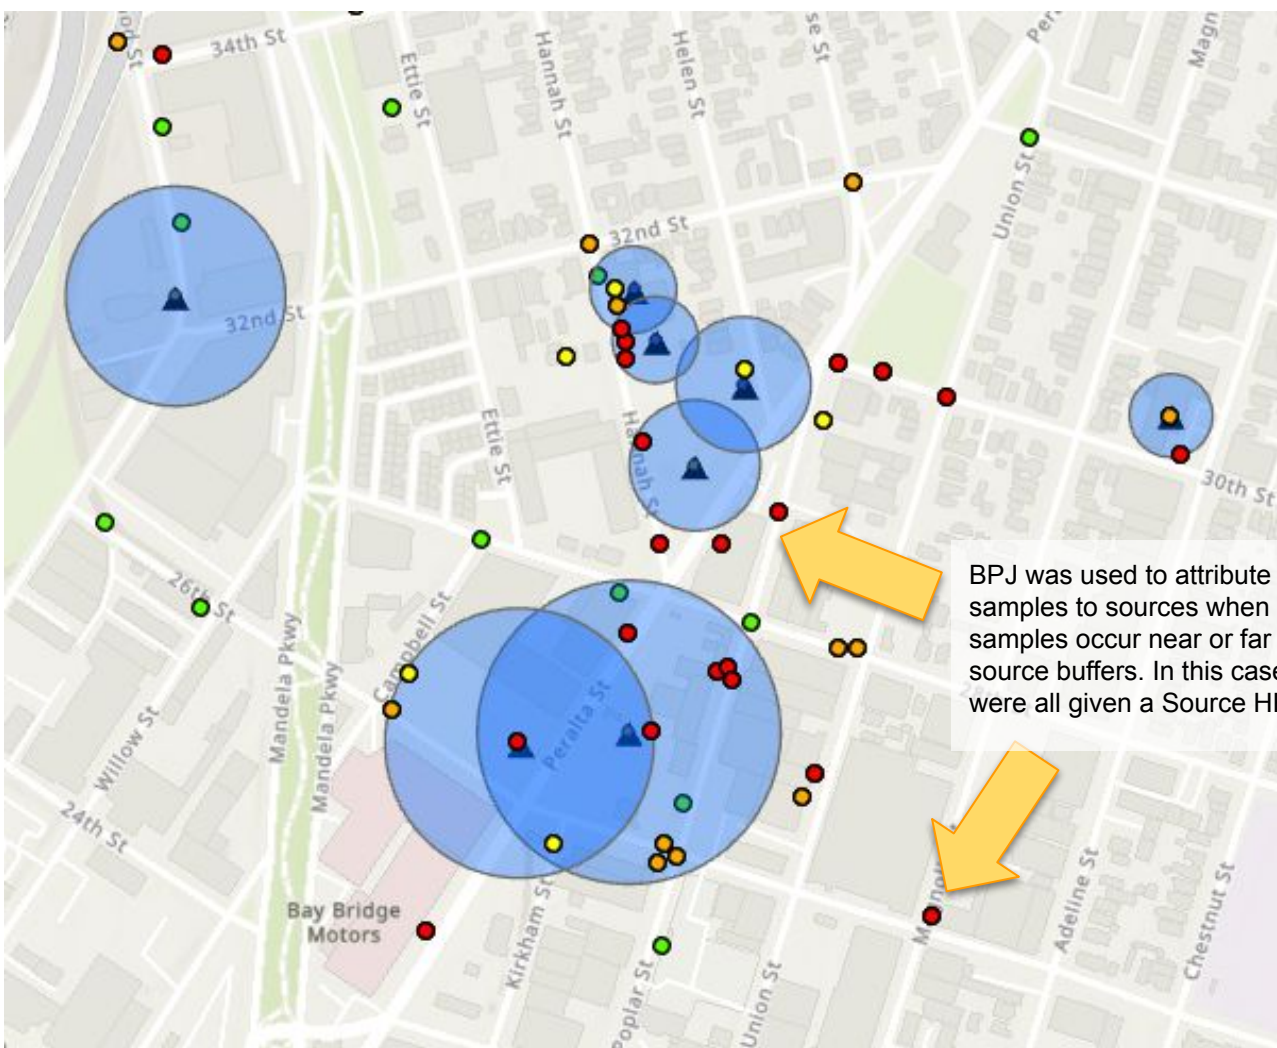 34th St
Ettie St
Hannah St
Helen St
Union St
32nd St
32nd St
Ettie St
30th St
26th St
Campbell St
Mandela Pkwy
Mandela Pkwy
Peralta St
Willow St
24th St
Bay Bridge
Motors
Kirkham St
Poplar St
Union St
Adeline St
Chestnut St
BPJ was used to attribute
samples to sources when
samples occur near or far
source buffers. In this case
were all given a Source